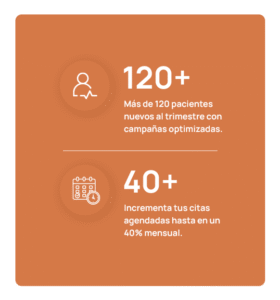 120+
Más de 120 pacientes
nuevos al trimestre con
campañas optimizadas.
40+
Incrementa tus citas
agendadas hasta en un
40% mensual.